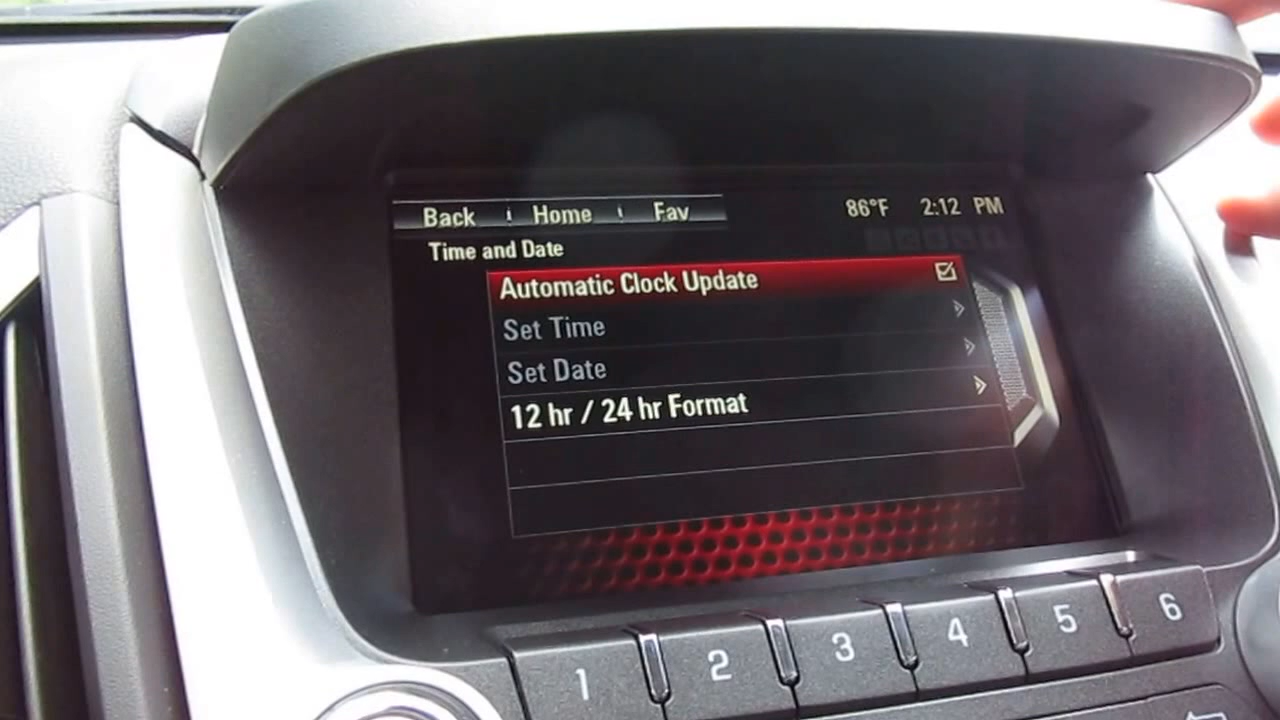 Back Home Fav 86°F 2:12 PM
Time and Date
Automatic Clock Update
Set Time
Set Date
12 hr / 24 hr Format
1 2 3 4 5 6